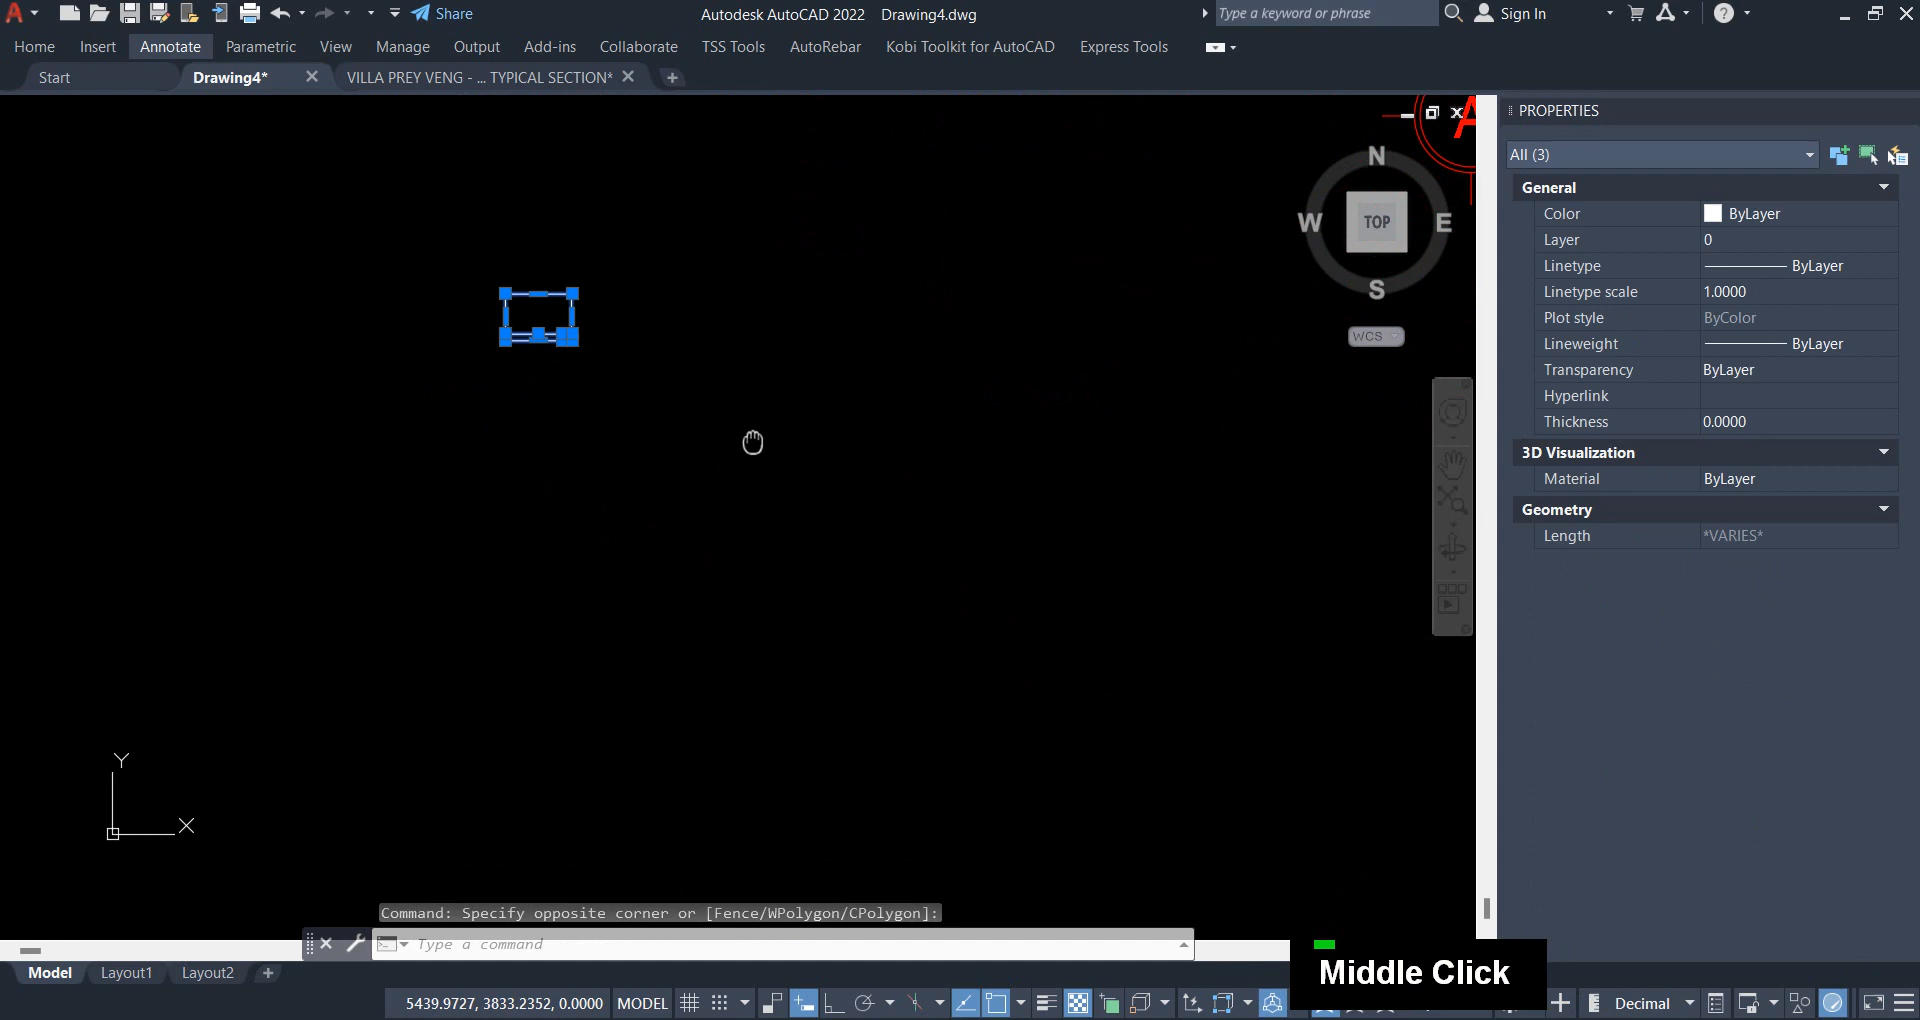 Share
Autodesk AutoCAD 2022 Drawing4.dwg
Type a keyword or phrase
Sign In
Home Insert Annotate Parametric View Manage Output Add-ins Collaborate TSS Tools AutoRebar Kobi Toolkit for AutoCAD Express Tools
Start Drawing4* VILLA PREY VENG - ... TYPICAL SECTION*
PROPERTIES
All (3)
General
Color ByLayer
Layer 0
Linetype ByLayer
Linetype scale 1.0000
Plot style ByColor
Lineweight ByLayer
Transparency ByLayer
Hyperlink
Thickness 0.0000
3D Visualization
Material ByLayer
Geometry
Length *VARIES*
A
N
W TOP E
S
WCS
Y
X
Command: Specify opposite corner or [Fence/WPolygon/CPolygon]:
Type a command
Model Layout1 Layout2
Middle Click
5439.9727, 3833.2352, 0.0000 MODEL
Decimal